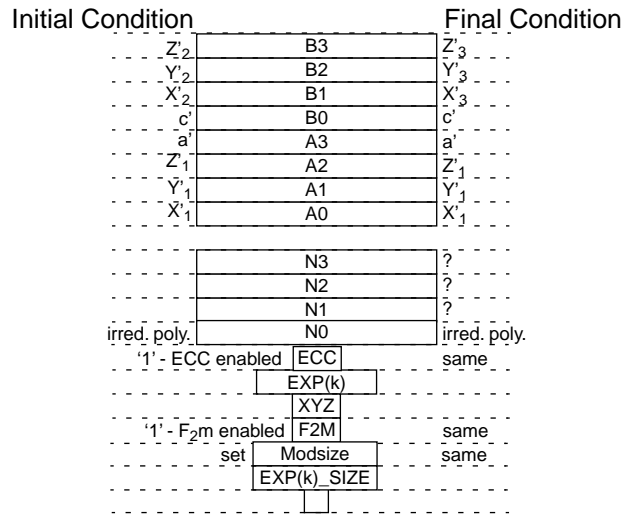 Initial Condition Final Condition
Z'2 B3 Z'3
Y'2 B2 Y'3
X'2 B1 X'3
c' B0 c'
a' A3 a'
Z'1 A2 Z'1
Y'1 A1 Y'1
X'1 A0 X'1
N3 ?
N2 ?
N1 ?
irred. poly. N0 irred. poly.
‘1’ - ECC enabled ECC same
EXP(k)
XYZ
‘1’ - F2m enabled F2M same
set Modsize same
EXP(k)_SIZE